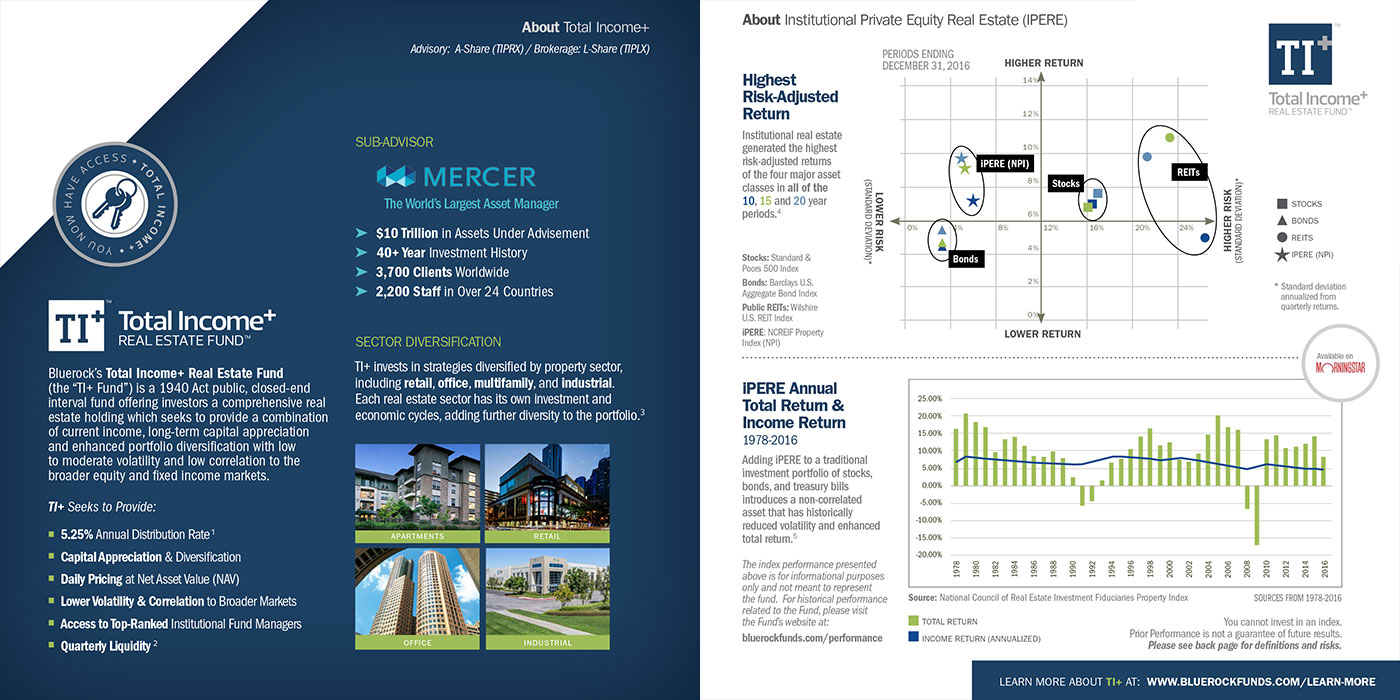 About Total Income+
Advisory: A-Share (TIPRX) / Brokerage: L-Share (TIPLX)
YOU NOW HAVE ACCESS • TOTAL INCOME+ •
TI+
™
Total Income+
REAL ESTATE FUND™
Bluerock’s Total Income+ Real Estate Fund
(the “TI+ Fund”) is a 1940 Act public, closed-end
interval fund offering investors a comprehensive real
estate holding which seeks to provide a combination
of current income, long-term capital appreciation
and enhanced portfolio diversification with low
to moderate volatility and low correlation to the
broader equity and fixed income markets.
TI+ Seeks to Provide:
5.25% Annual Distribution Rate 1
Capital Appreciation & Diversification
Daily Pricing at Net Asset Value (NAV)
Lower Volatility & Correlation to Broader Markets
Access to Top-Ranked Institutional Fund Managers
Quarterly Liquidity 2
SUB-ADVISOR
MERCER
The World’s Largest Asset Manager
$10 Trillion in Assets Under Advisement
40+ Year Investment History
3,700 Clients Worldwide
2,200 Staff in Over 24 Countries
SECTOR DIVERSIFICATION
TI+ invests in strategies diversified by property sector,
including retail, office, multifamily, and industrial.
Each real estate sector has its own investment and
economic cycles, adding further diversity to the portfolio.3
APARTMENTS
RETAIL
OFFICE
INDUSTRIAL
About Institutional Private Equity Real Estate (IPERE)
TI+
™
Total Income+
REAL ESTATE FUND™
Highest
Risk-Adjusted
Return
Institutional real estate
generated the highest
risk-adjusted returns
of the four major asset
classes in all of the
10, 15 and 20 year
periods.4
Stocks: Standard &
Poors 500 Index
Bonds: Barclays U.S.
Aggregate Bond Index
Public REITs: Wilshire
U.S. REIT Index
iPERE: NCREIF Property
Index (NPI)
PERIODS ENDING
DECEMBER 31, 2016
HIGHER RETURN
14%
12%
10%
8%
6%
4%
2%
0%
LOWER RISK
(STANDARD DEVIATION)*
0%
4%
8%
12%
16%
20%
24%
HIGHER RISK
(STANDARD DEVIATION)*
iPERE (NPI)
Stocks
REITs
Bonds
LOWER RETURN
STOCKS
BONDS
REITS
IPERE (NPI)
* Standard deviation
annualized from
quarterly returns.
Available on
MORNINGSTAR
iPERE Annual
Total Return &
Income Return
1978-2016
Adding iPERE to a traditional
investment portfolio of stocks,
bonds, and treasury bills
introduces a non-correlated
asset that has historically
reduced volatility and enhanced
total return.5
The index performance presented
above is for informational purposes
only and not meant to represent
the fund. For historical performance
related to the Fund, please visit
the Fund’s website at:
bluerockfunds.com/performance
25.00%
20.00%
15.00%
10.00%
5.00%
0.00%
-5.00%
-10.00%
-15.00%
-20.00%
1978
1980
1982
1984
1986
1988
1990
1992
1994
1996
1998
2000
2002
2004
2006
2008
2010
2012
2014
2016
Source: National Council of Real Estate Investment Fiduciaries Property Index
SOURCES FROM 1978-2016
TOTAL RETURN
INCOME RETURN (ANNUALIZED)
You cannot invest in an index.
Prior Performance is not a guarantee of future results.
Please see back page for definitions and risks.
LEARN MORE ABOUT TI+ AT: WWW.BLUEROCKFUNDS.COM/LEARN-MORE